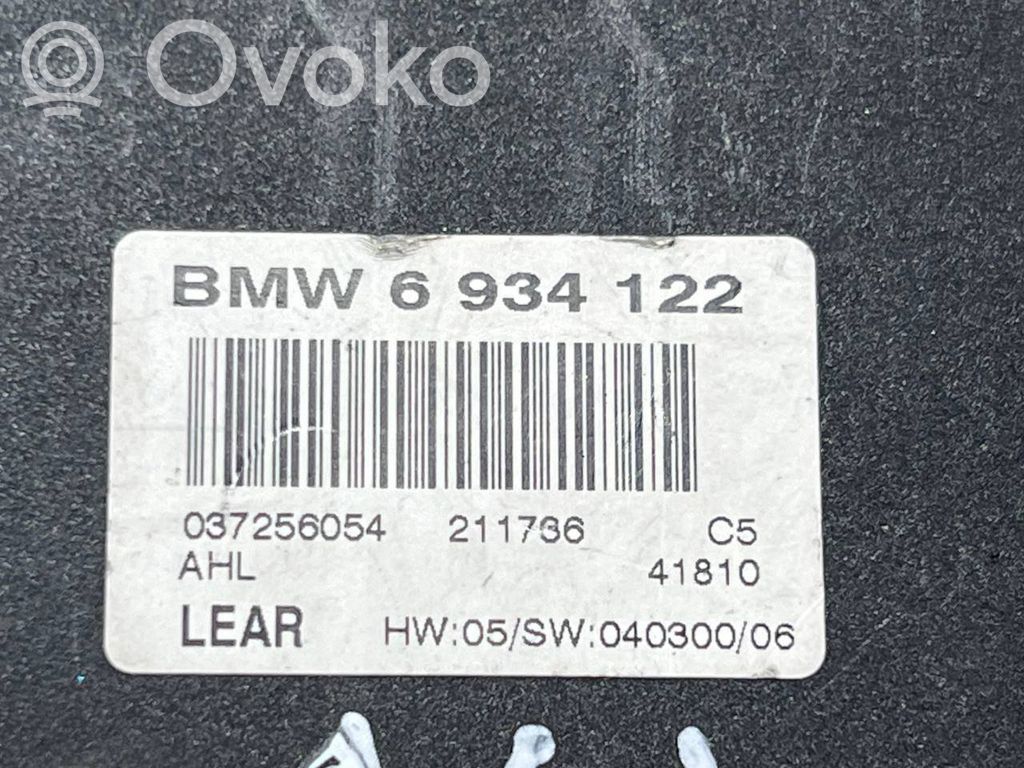 Ovoko
BMW 6 934 122
037256054 211736 C5
AHL 41810
LEAR HW:05/SW:040300/06